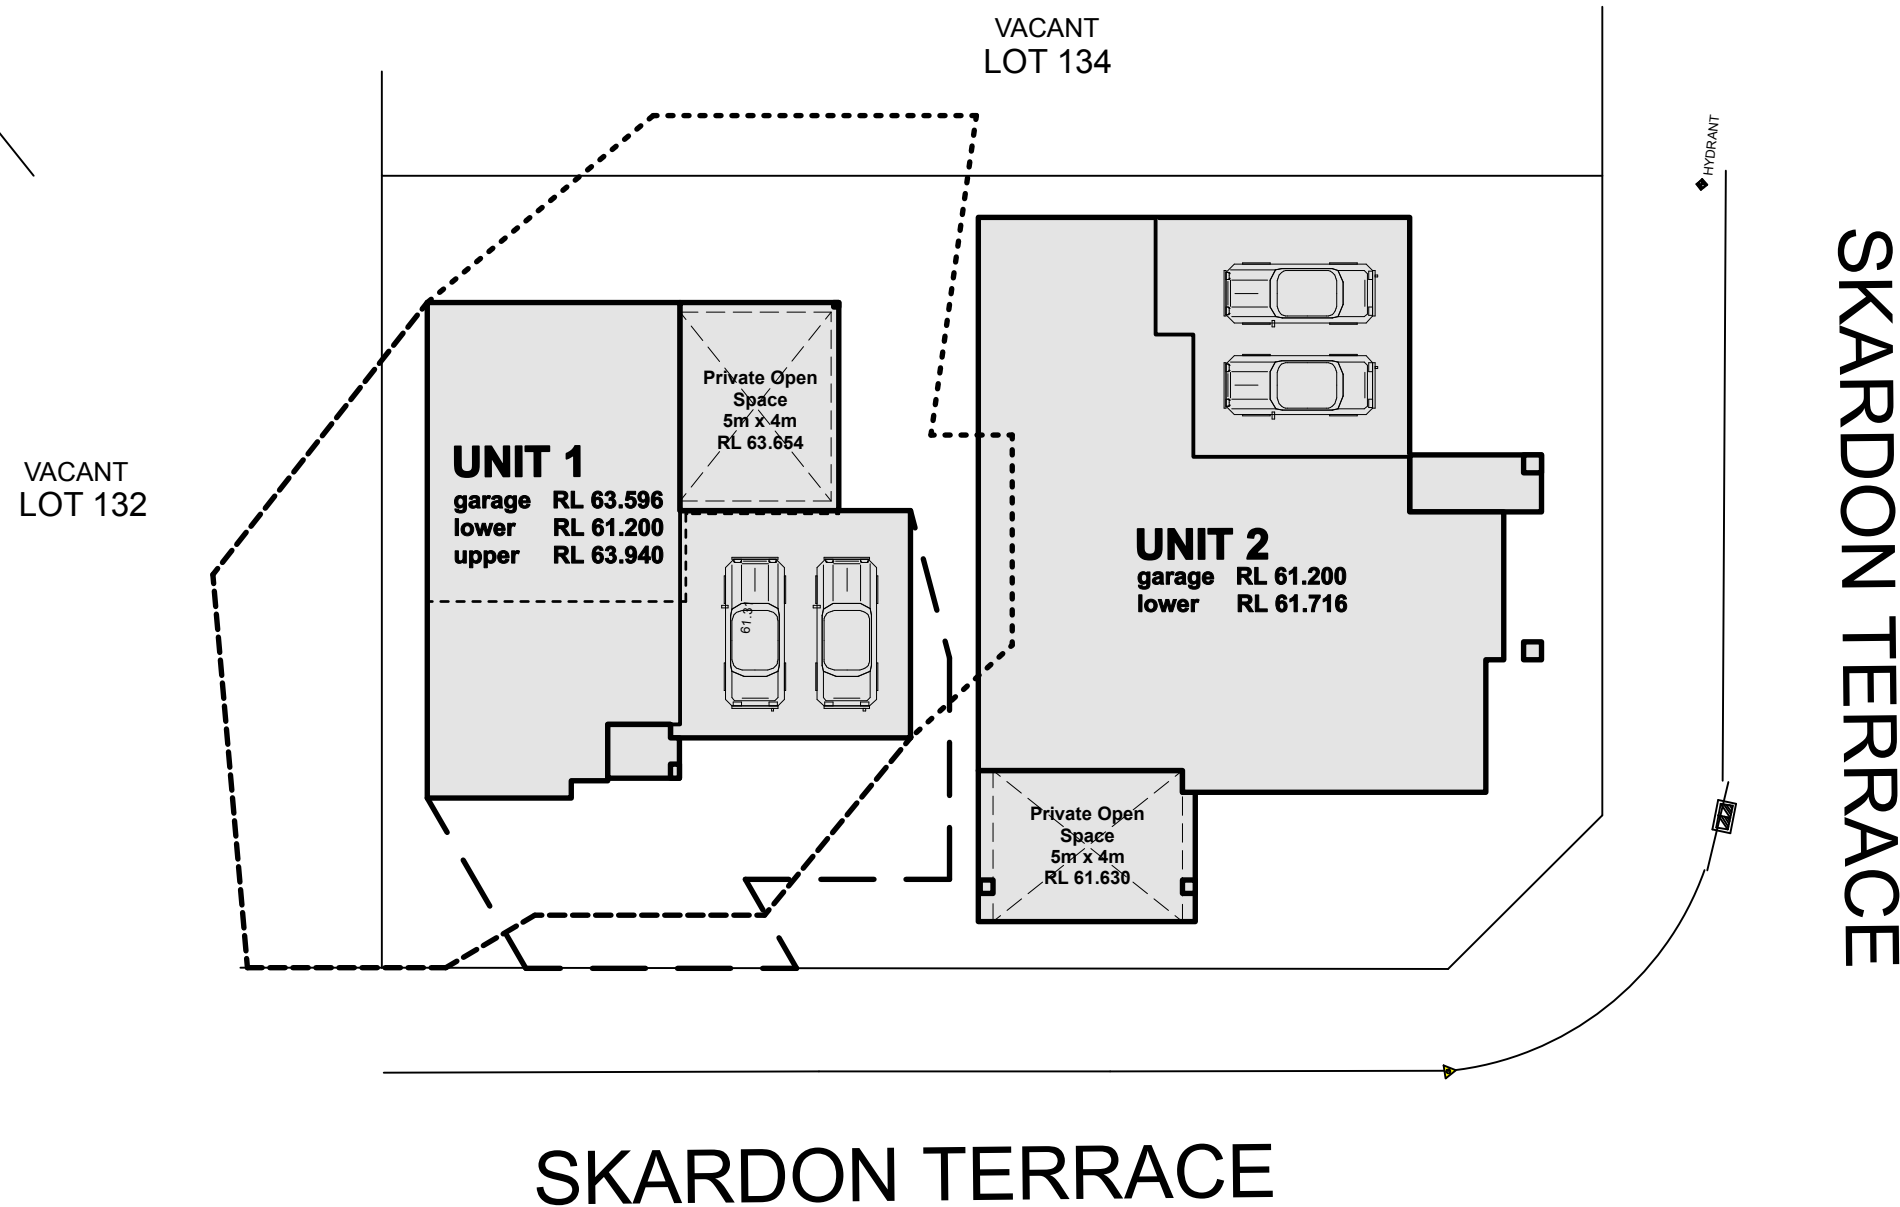 VACANT
LOT 134
HYDRANT
SKARDON TERRACE
Private Open
Space
5m x 4m
RL 63.654
UNIT 1
garage RL 63.596
lower RL 61.200
upper RL 63.940
VACANT
LOT 132
61.31
UNIT 2
garage RL 61.200
lower RL 61.716
Private Open
Space
5m x 4m
RL 61.630
SKARDON TERRACE